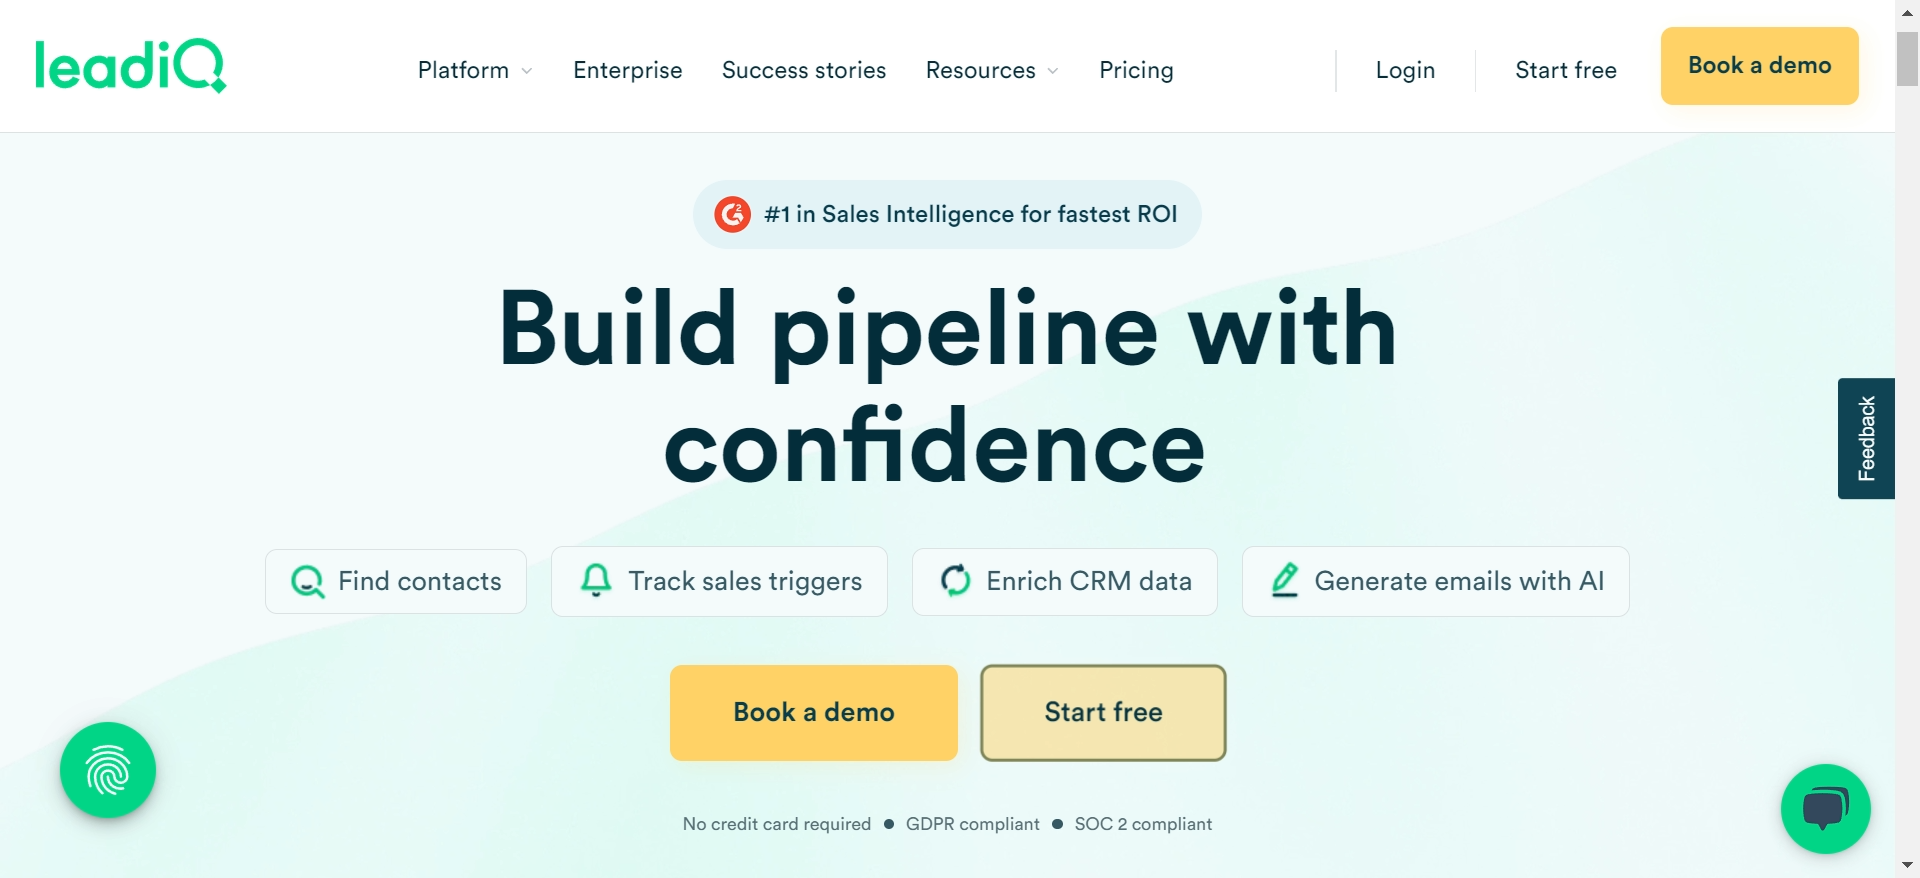 leadiQ
Platform
Enterprise
Success stories
Resources
Pricing
Login
Start free
Book a demo
#1 in Sales Intelligence for fastest ROI
Build pipeline with
confidence
Find contacts
Track sales triggers
Enrich CRM data
Generate emails with AI
Book a demo
Start free
No credit card required ● GDPR compliant ● SOC 2 compliant
Feedback